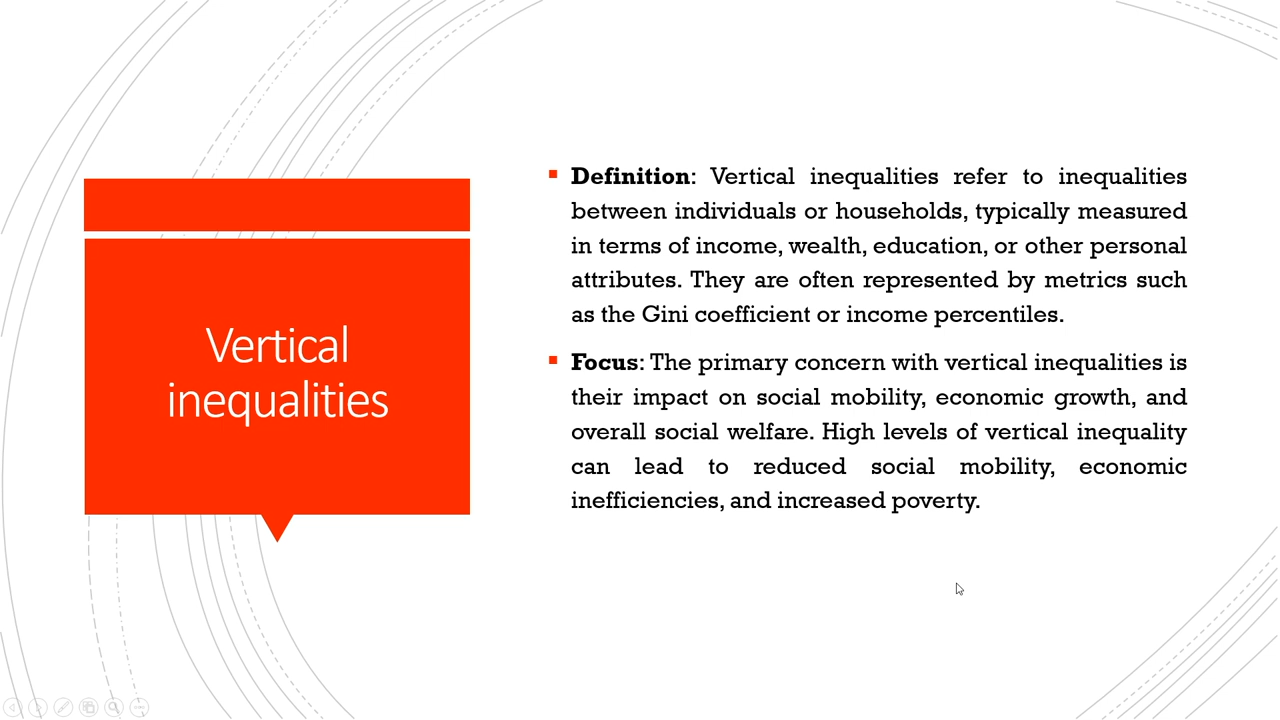 Vertical
inequalities
Definition: Vertical inequalities refer to inequalities
between individuals or households, typically measured
in terms of income, wealth, education, or other personal
attributes. They are often represented by metrics such
as the Gini coefficient or income percentiles.
Focus: The primary concern with vertical inequalities is
their impact on social mobility, economic growth, and
overall social welfare. High levels of vertical inequality
can lead to reduced social mobility, economic
inefficiencies, and increased poverty.